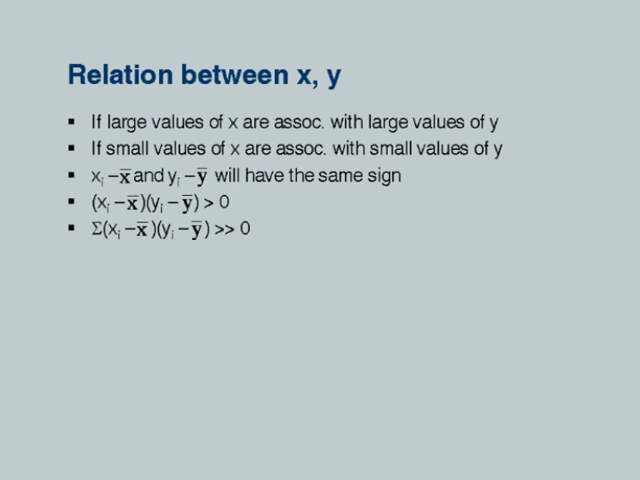 Relation between x, y
▪ If large values of x are assoc. with large values of y
▪ If small values of x are assoc. with small values of y
▪ xᵢ – x̅ and yᵢ – y̅ will have the same sign
▪ (xᵢ – x̅ )(yᵢ – y̅ ) > 0
▪ Σ(xᵢ – x̅ )(yᵢ – y̅ ) >> 0